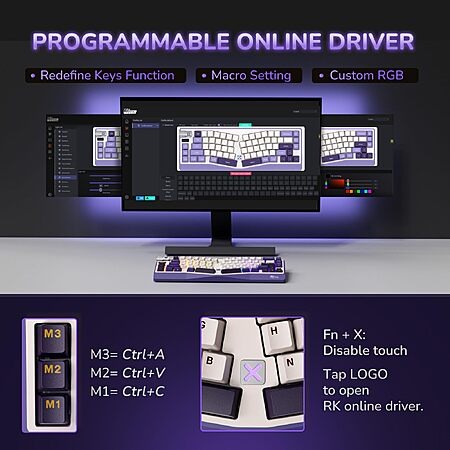 PROGRAMMABLE ONLINE DRIVER
• Redefine Keys Function
• Macro Setting
• Custom RGB
M3
M2
M1
M3= Ctrl+A
M2= Ctrl+V
M1= Ctrl+C
G
H
B
N
Fn + X:
Disable touch
Tap LOGO
to open
RK online driver.